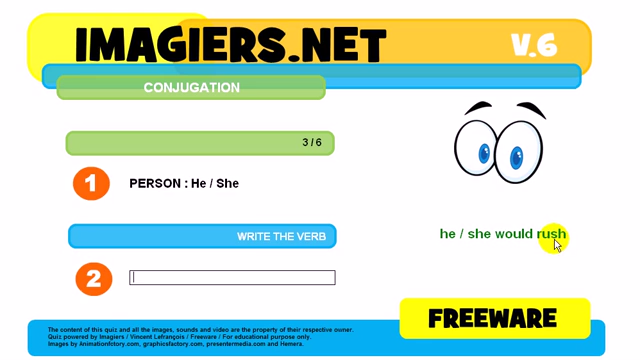 IMAGIERS.NET
V.6
CONJUGATION
3 / 6
1
PERSON : He / She
he / she would rush
WRITE THE VERB
2
The content of this quiz and all the images, sounds and video are the property of their respective owner.
Quiz powered by Imagiers / Vincent Lefrançois / Freeware / For educational purpose only.
Images by Animationfctory.com, graphicsfactory.com, presentermedia.com and Hemera.
FREEWARE